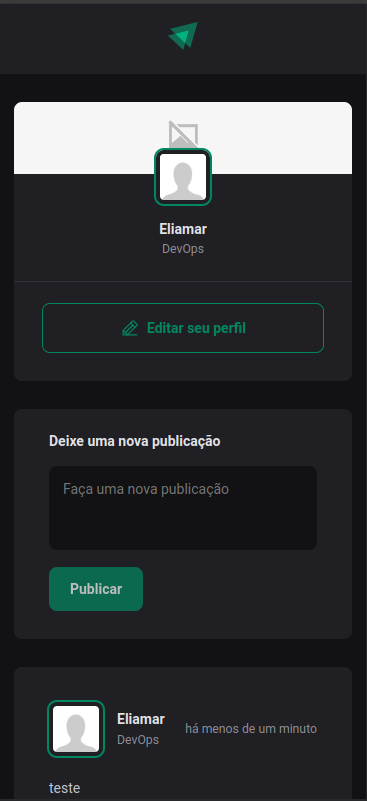 Eliamar
DevOps
Editar seu perfil
Deixe uma nova publicação
Faça uma nova publicação
Publicar
Eliamar
há menos de um minuto
DevOps
teste